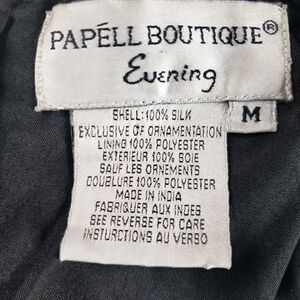 PAPÉLL BOUTIQUE®
Evening
M
SHELL: 100% SILK
EXCLUSIVE OF ORNAMENTATION
LINING 100% POLYESTER
EXTERIEUR 100% SOIE
SAUF LES ORNEMENTS
DOUBLURE 100% POLYESTER
MADE IN INDIA
FABRIQUER AUX INDES
SEE REVERSE FOR CARE
INSTURCTIONS AU VERSO